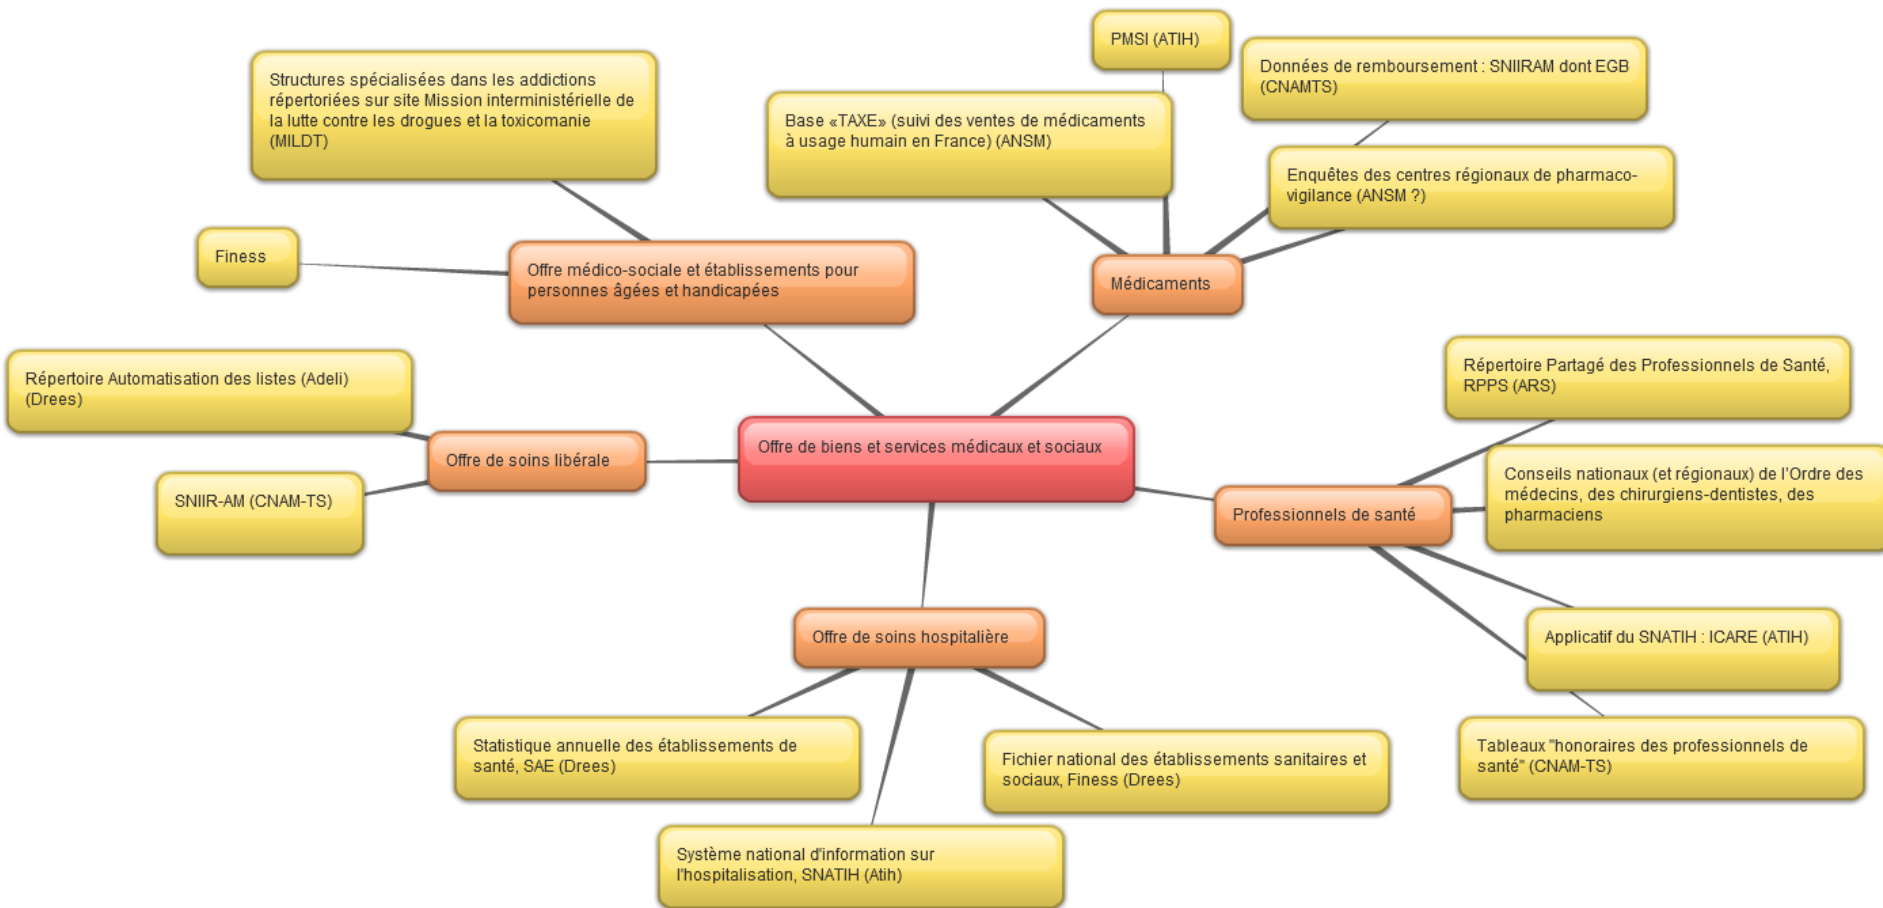 PMSI (ATIH)
Structures spécialisées dans les addictions
répertoriées sur site Mission interministérielle de
la lutte contre les drogues et la toxicomanie
(MILDT)
Données de remboursement : SNIIRAM dont EGB
(CNAMTS)
Base «TAXE» (suivi des ventes de médicaments
à usage humain en France) (ANSM)
Enquêtes des centres régionaux de pharmaco-
vigilance (ANSM ?)
Finess
Offre médico-sociale et établissements pour
personnes âgées et handicapées
Médicaments
Répertoire Automatisation des listes (Adeli)
(Drees)
Répertoire Partagé des Professionnels de Santé,
RPPS (ARS)
Offre de soins libérale
Offre de biens et services médicaux et sociaux
SNIIR-AM (CNAM-TS)
Professionnels de santé
Conseils nationaux (et régionaux) de l'Ordre des
médecins, des chirurgiens-dentistes, des
pharmaciens
Offre de soins hospitalière
Applicatif du SNATIH : ICARE (ATIH)
Statistique annuelle des établissements de
santé, SAE (Drees)
Fichier national des établissements sanitaires et
sociaux, Finess (Drees)
Tableaux "honoraires des professionnels de
santé" (CNAM-TS)
Système national d'information sur
l'hospitalisation, SNATIH (Atih)